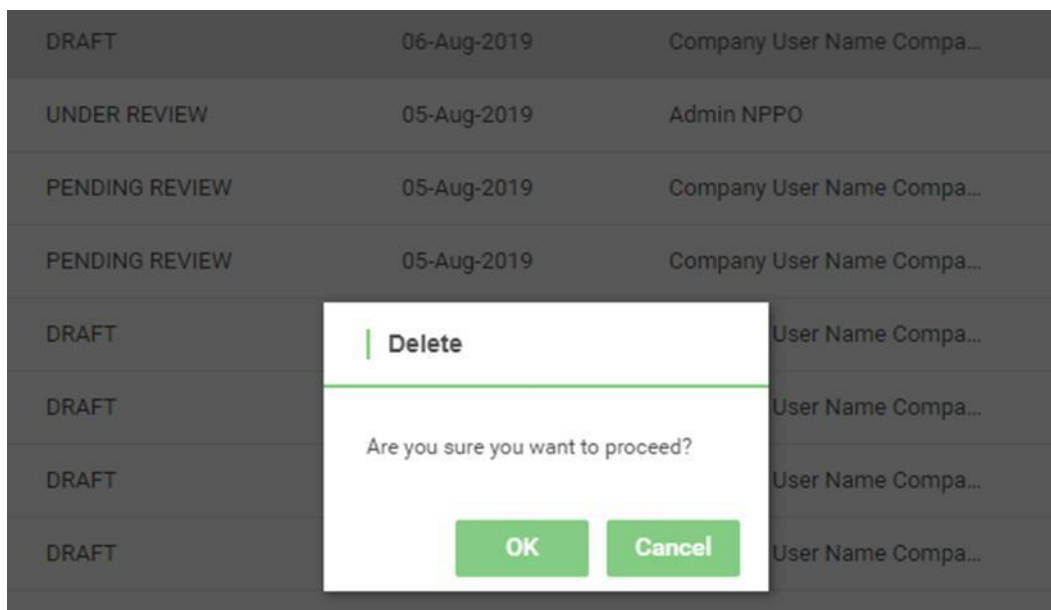 DRAFT 06-Aug-2019 Company User Name Compa...
UNDER REVIEW 05-Aug-2019 Admin NPPO
PENDING REVIEW 05-Aug-2019 Company User Name Compa...
PENDING REVIEW 05-Aug-2019 Company User Name Compa...
DRAFT User Name Compa...
Delete
DRAFT User Name Compa...
Are you sure you want to proceed?
DRAFT User Name Compa...
OK Cancel
DRAFT User Name Compa...